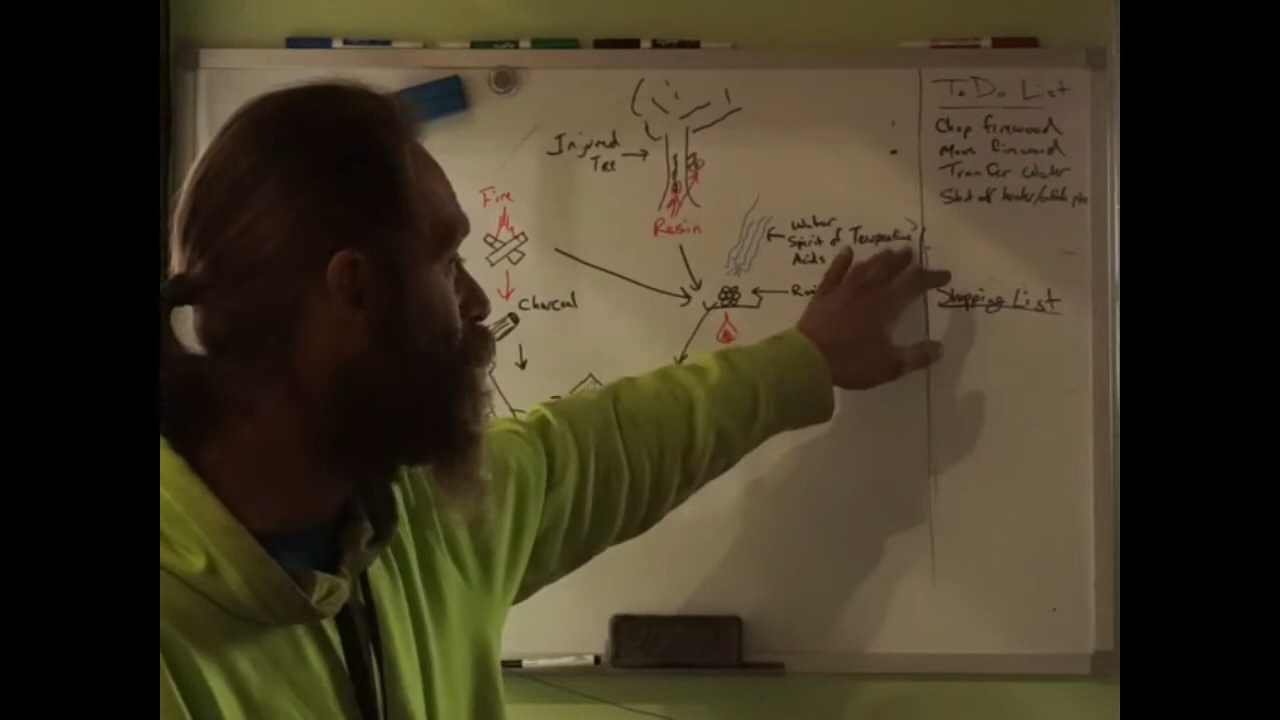 Injured
Tree
Fire
Resin
Charcoal
Water
Spirit of Terpentine
Acids
To Do List
Chop firewood
Move firewood
Transfer Water
Shopping List